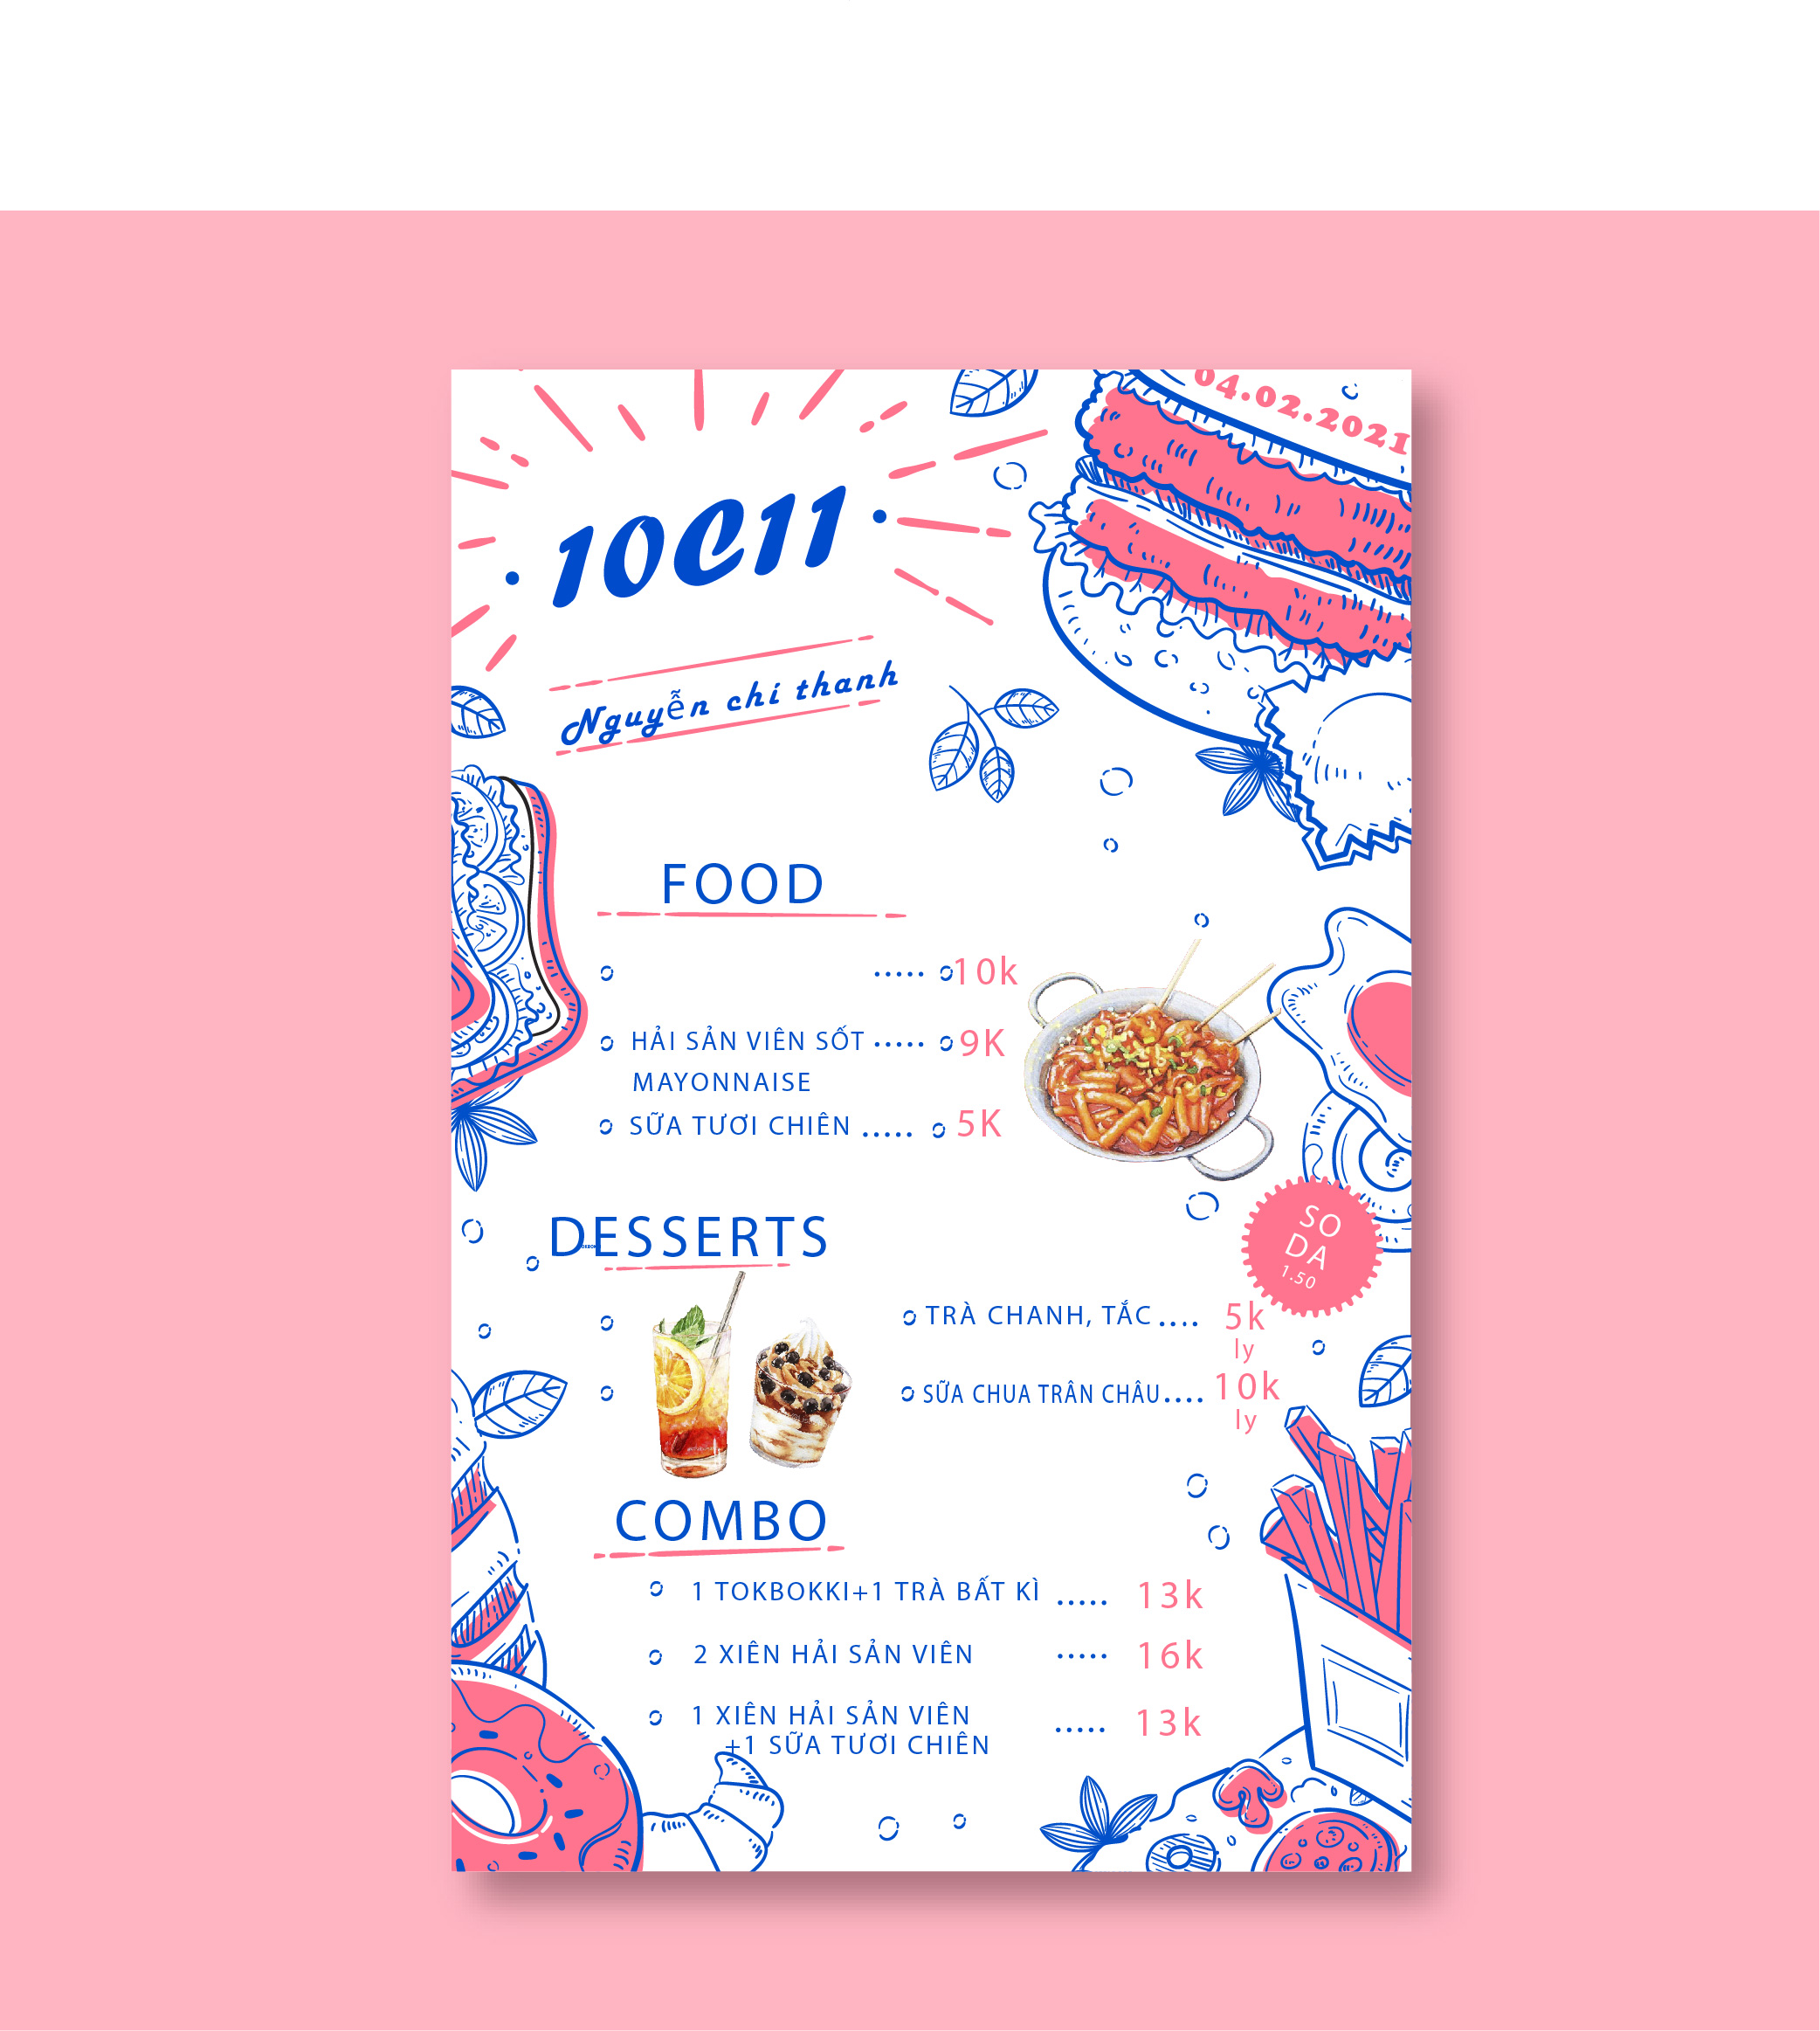 04.02.2021
10C11
Nguyễn chí thanh
FOOD
..... 10k
HẢI SẢN VIÊN SỐT ..... 9K
MAYONNAISE
SỮA TƯƠI CHIÊN ..... 5K
SO
DA
1.50
DESSERTS
TRÀ CHANH, TẮC .... 5k
ly
SỮA CHUA TRÂN CHÂU .... 10k
ly
COMBO
1 TOKBOKKI+1 TRÀ BẤT KÌ ..... 13k
2 XIÊN HẢI SẢN VIÊN ..... 16k
1 XIÊN HẢI SẢN VIÊN
+1 SỮA TƯƠI CHIÊN ..... 13k